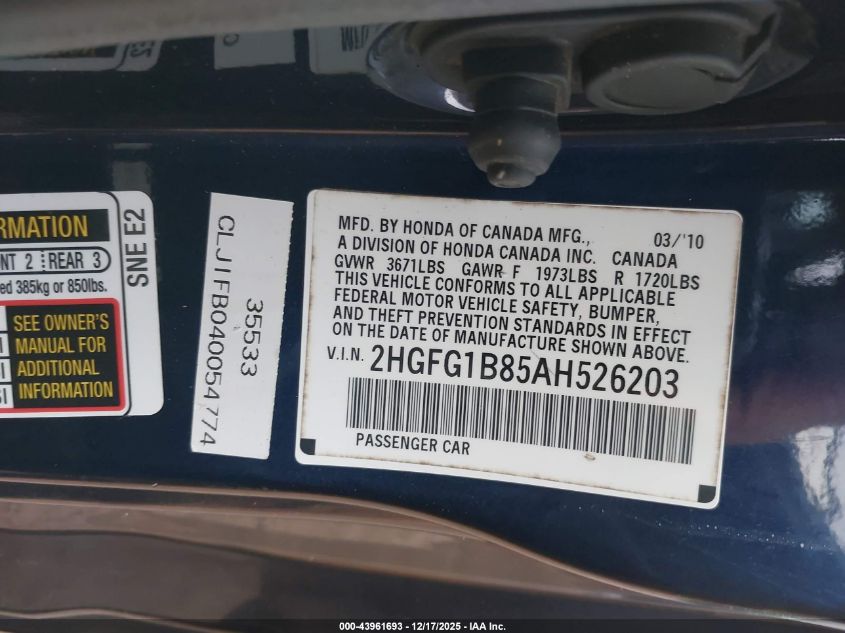 RMATION
NT 2
REAR 3
ed 385kg or 850lbs.
SEE OWNER'S
MANUAL FOR
ADDITIONAL
INFORMATION
SNE E2
35533
CLJIFB040054774
MFD. BY HONDA OF CANADA MFG., 03/'10
A DIVISION OF HONDA CANADA INC. CANADA
GVWR 3671LBS GAWR F 1973LBS R 1720LBS
THIS VEHICLE CONFORMS TO ALL APPLICABLE
FEDERAL MOTOR VEHICLE SAFETY, BUMPER,
AND THEFT PREVENTION STANDARDS IN EFFECT
ON THE DATE OF MANUFACTURE SHOWN ABOVE.
V.I.N. 2HGFG1B85AH526203
PASSENGER CAR
000-43961693 - 12/17/2025 - IAA Inc.